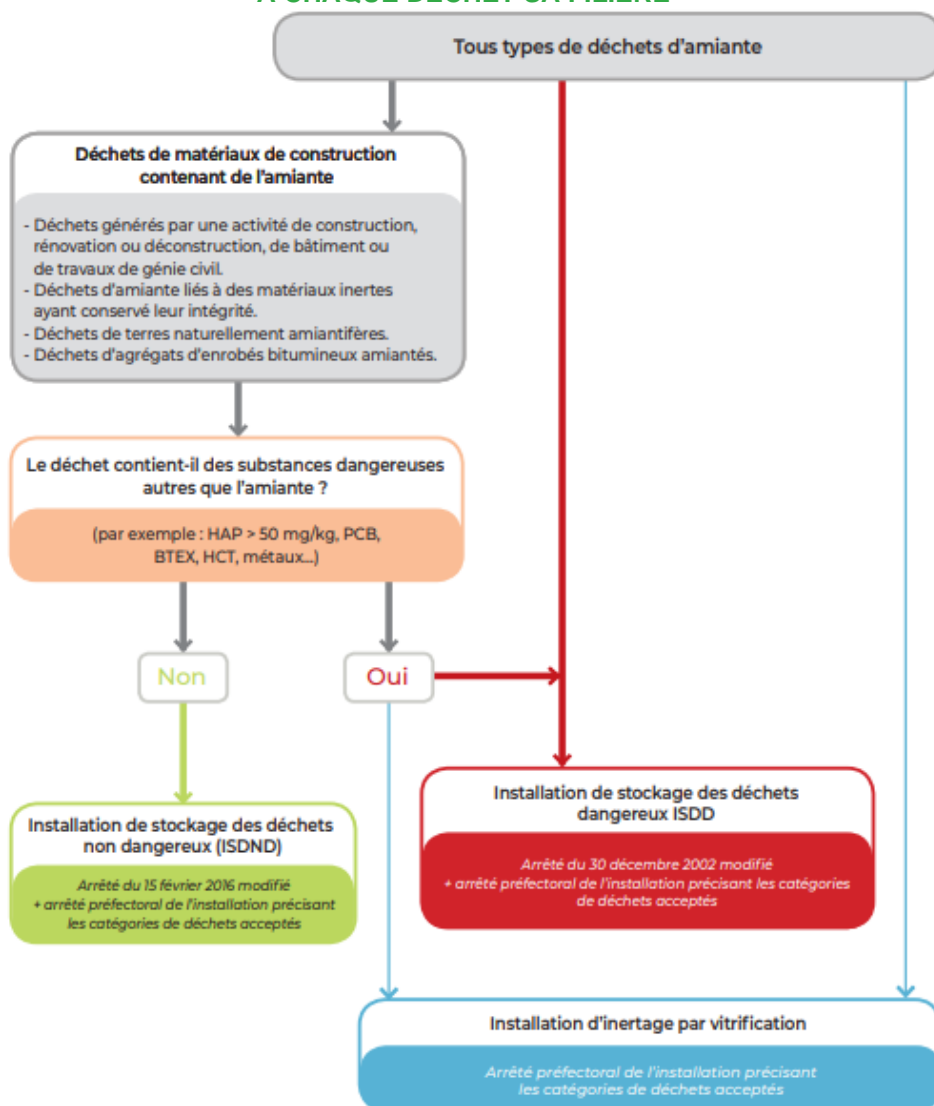 À CHAQUE DÉCHET SA FILIÈRE
Tous types de déchets d'amiante
Déchets de matériaux de construction
contenant de l'amiante
- Déchets générés par une activité de construction,
rénovation ou déconstruction, de bâtiment ou
de travaux de génie civil.
- Déchets d'amiante liés à des matériaux inertes
ayant conservé leur intégrité.
- Déchets de terres naturellement amiantifères.
- Déchets d'agrégats d'enrobés bitumineux amiantés.
Le déchet contient-il des substances dangereuses
autres que l'amiante ?
(par exemple : HAP > 50 mg/kg, PCB,
BTEX, HCT, métaux...)
Non
Oui
Installation de stockage des déchets
dangereux ISDD
Arrêté du 30 décembre 2002 modifié
+ arrêté préfectoral de l'installation précisant les catégories
de déchets acceptés
Installation de stockage des déchets
non dangereux (ISDND)
Arrêté du 15 février 2016 modifié
+ arrêté préfectoral de l'installation précisant
les catégories de déchets acceptés
Installation d'inertage par vitrification
Arrêté préfectoral de l'installation précisant
les catégories de déchets acceptés